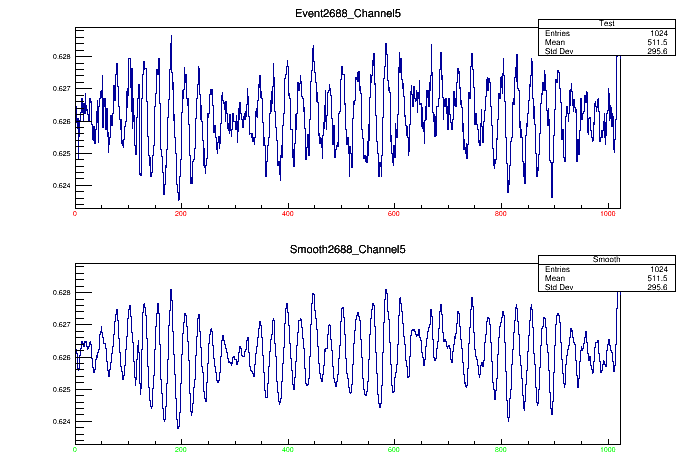 Event2688_Channel5
Test
Entries 1024
Mean 511.5
Std Dev 295.6
0.628
0.627
0.626
0.625
0.624
0 200 400 600 800 1000
Smooth2688_Channel5
Smooth
Entries 1024
Mean 511.5
Std Dev 295.6
0.628
0.627
0.626
0.625
0.624
0 200 400 600 800 1000